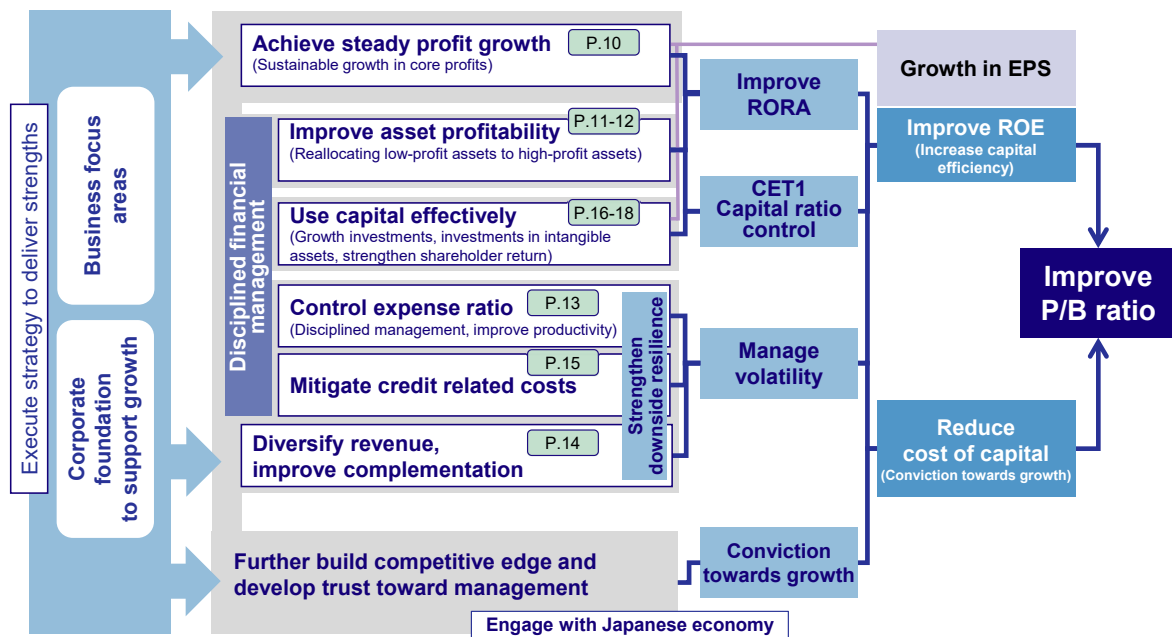 Execute strategy to deliver strengths
Business focus
areas
Corporate
foundation
to support growth
Achieve steady profit growth
P.10
(Sustainable growth in core profits)
Disciplined financial
management
Improve asset profitability
P.11-12
(Reallocating low-profit assets to high-profit assets)
Use capital effectively
P.16-18
(Growth investments, investments in intangible
assets, strengthen shareholder return)
Control expense ratio
P.13
(Disciplined management, improve productivity)
Mitigate credit related costs
P.15
Diversify revenue,
improve complementation
P.14
Strengthen
downside resilience
Further build competitive edge and
develop trust toward management
Engage with Japanese economy
Improve
RORA
CET1
Capital ratio
control
Manage
volatility
Conviction
towards growth
Growth in EPS
Improve ROE
(Increase capital
efficiency)
Reduce
cost of capital
(Conviction towards growth)
Improve
P/B ratio